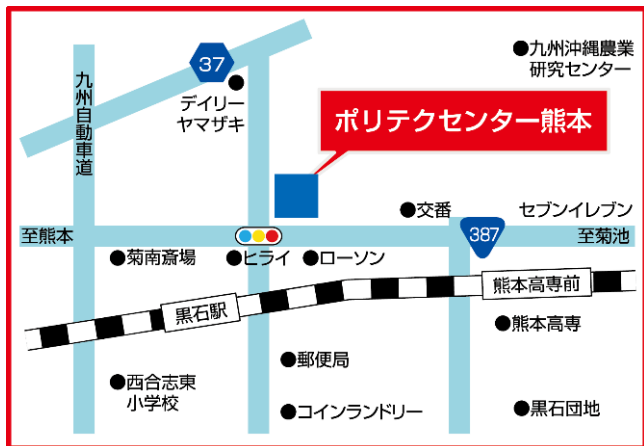 37
九州沖縄農業
研究センター
九州自動車道
デイリー
ヤマザキ
ポリテクセンター熊本
交番
セブンイレブン
至熊本
387
至菊池
菊南斎場
ヒライ
ローソン
熊本高専前
黒石駅
熊本高専
郵便局
西合志東
小学校
コインランドリー
黒石団地